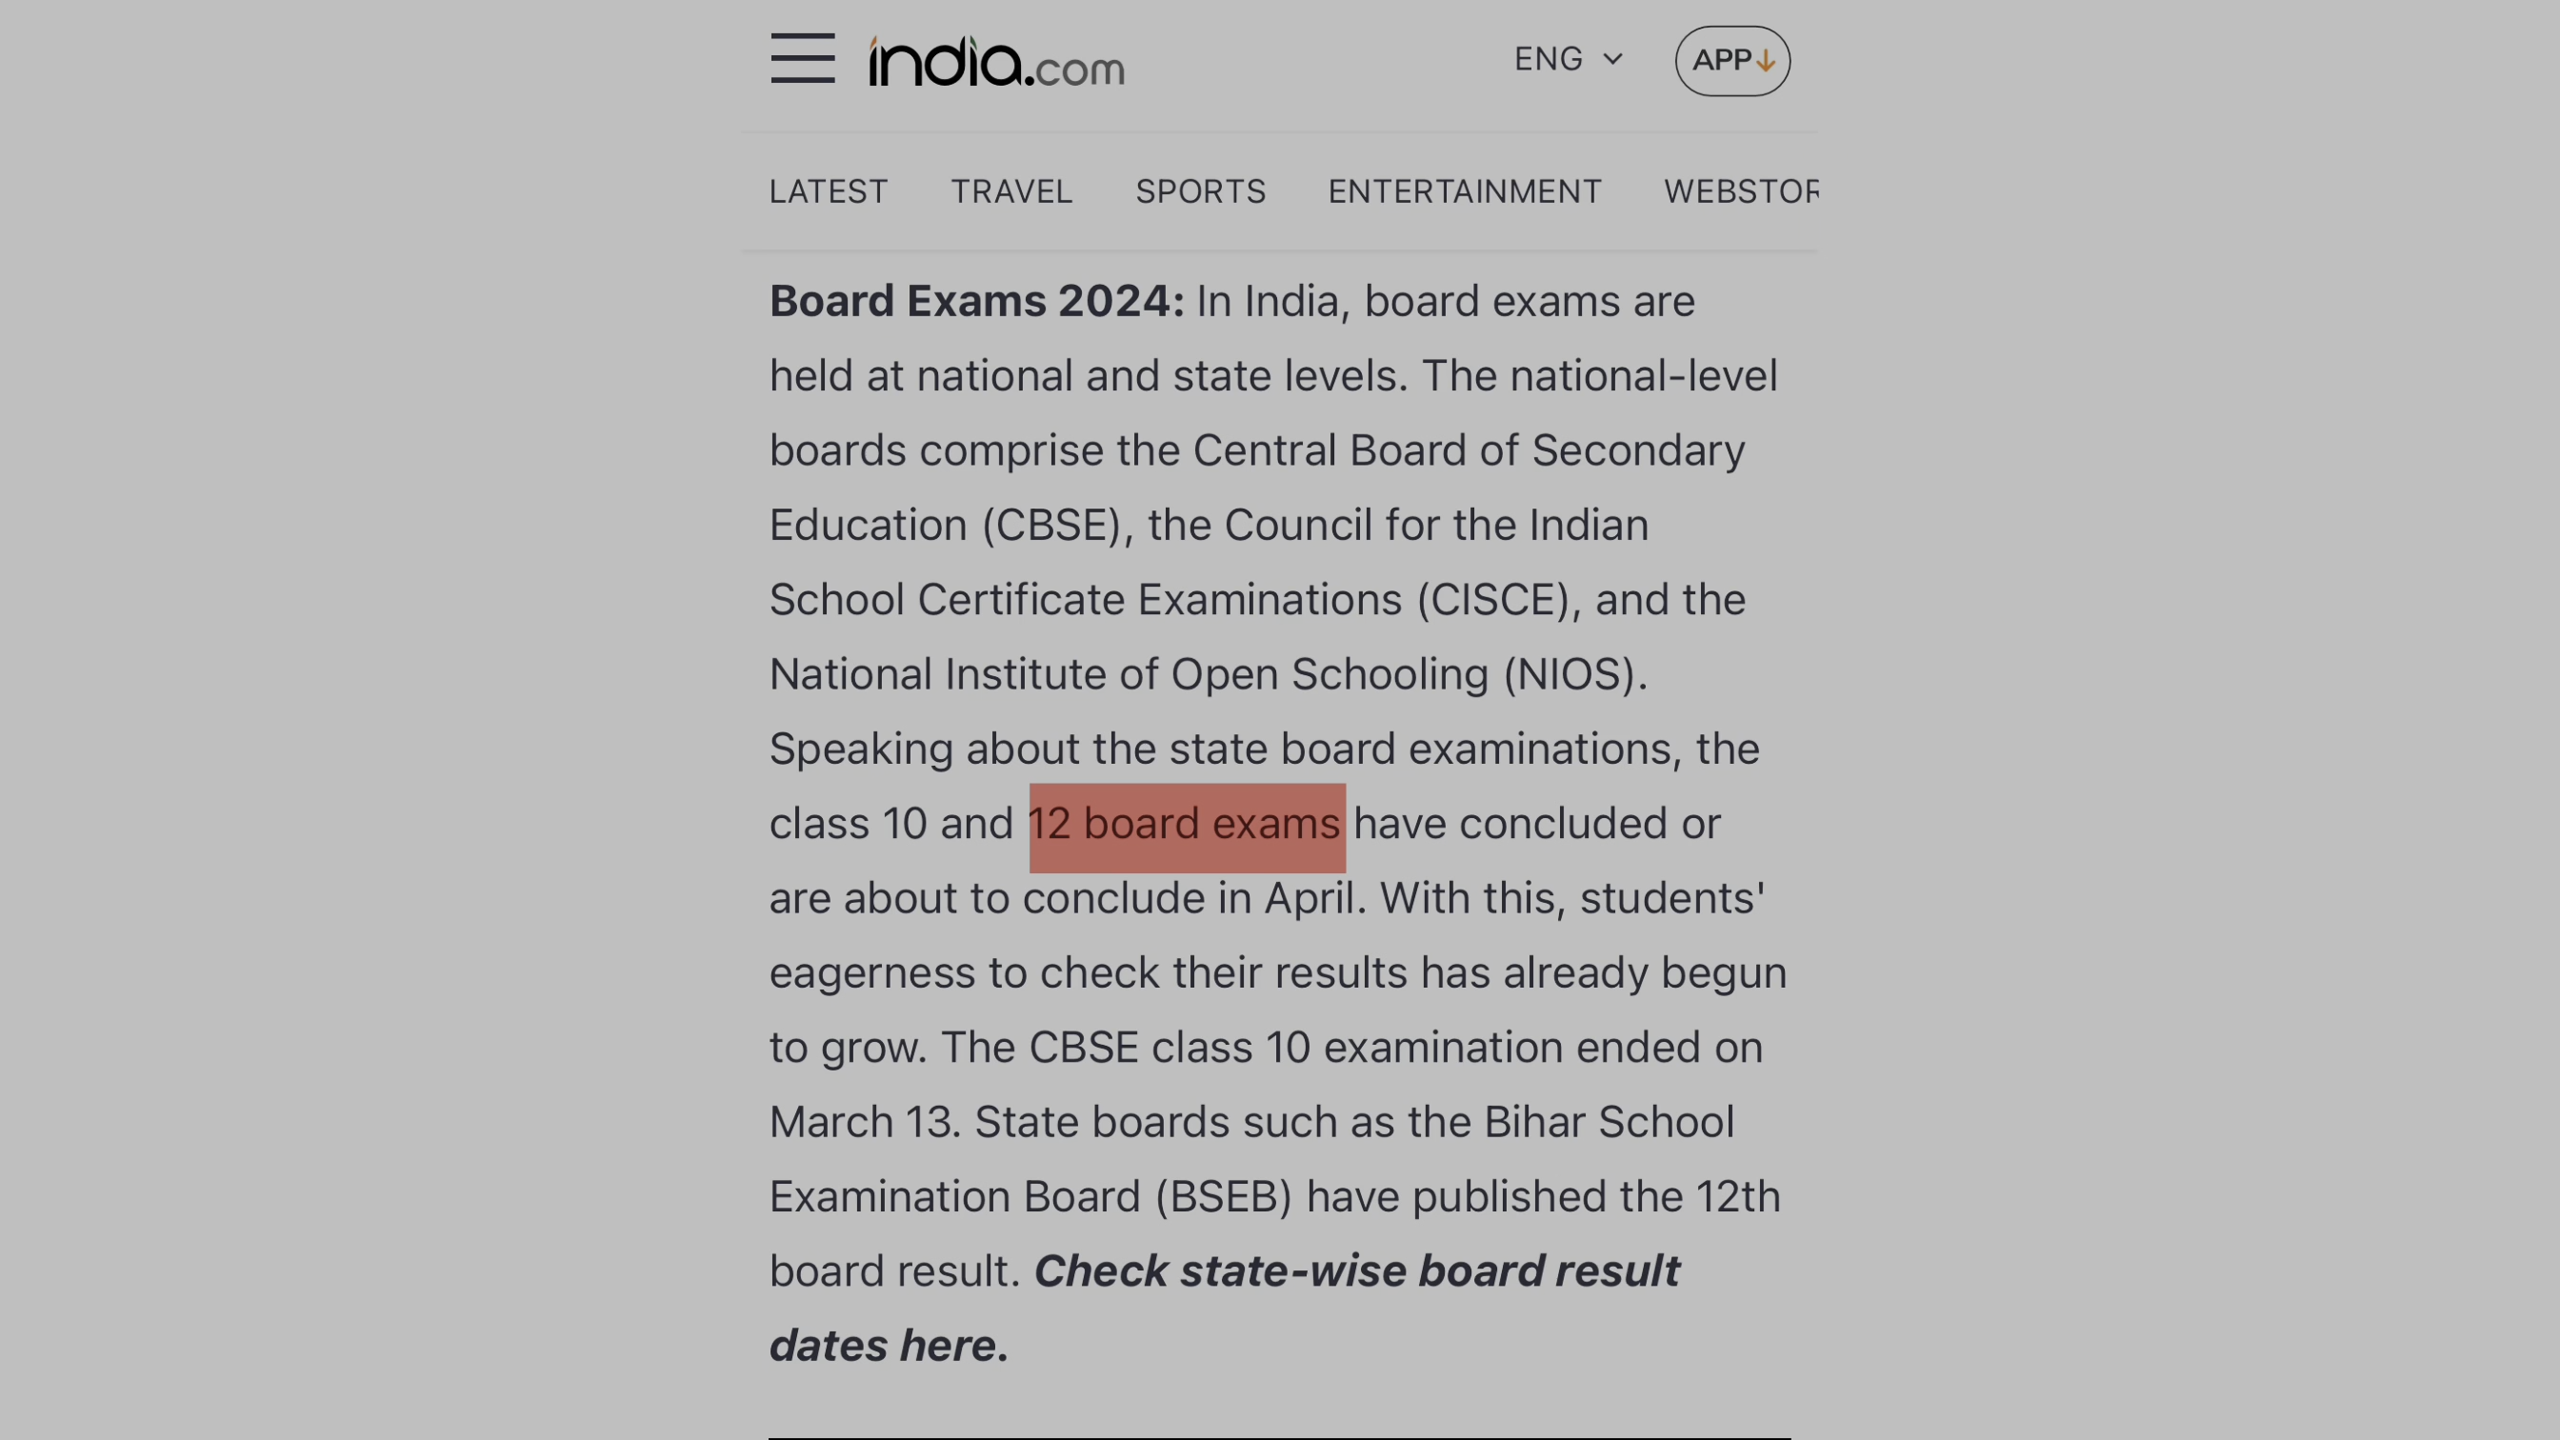 india.com
ENG
APP
LATEST TRAVEL SPORTS ENTERTAINMENT WEBSTOR
Board Exams 2024: In India, board exams are
held at national and state levels. The national-level
boards comprise the Central Board of Secondary
Education (CBSE), the Council for the Indian
School Certificate Examinations (CISCE), and the
National Institute of Open Schooling (NIOS).
Speaking about the state board examinations, the
class 10 and 12 board exams have concluded or
are about to conclude in April. With this, students'
eagerness to check their results has already begun
to grow. The CBSE class 10 examination ended on
March 13. State boards such as the Bihar School
Examination Board (BSEB) have published the 12th
board result. Check state-wise board result
dates here.